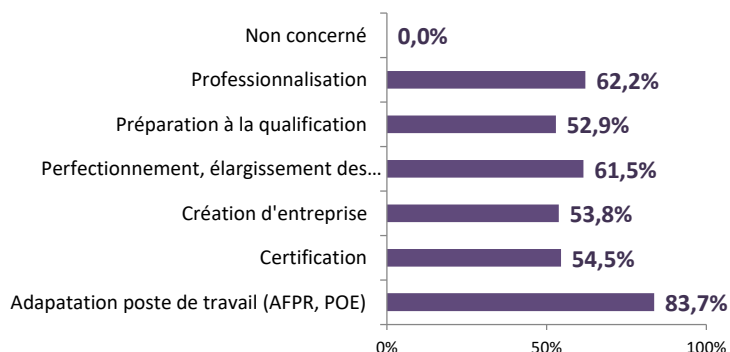 Non concerné 0,0%
Professionnalisation 62,2%
Préparation à la qualification 52,9%
Perfectionnement, élargissement des… 61,5%
Création d'entreprise 53,8%
Certification 54,5%
Adapatation poste de travail (AFPR, POE) 83,7%
0% 50% 100%